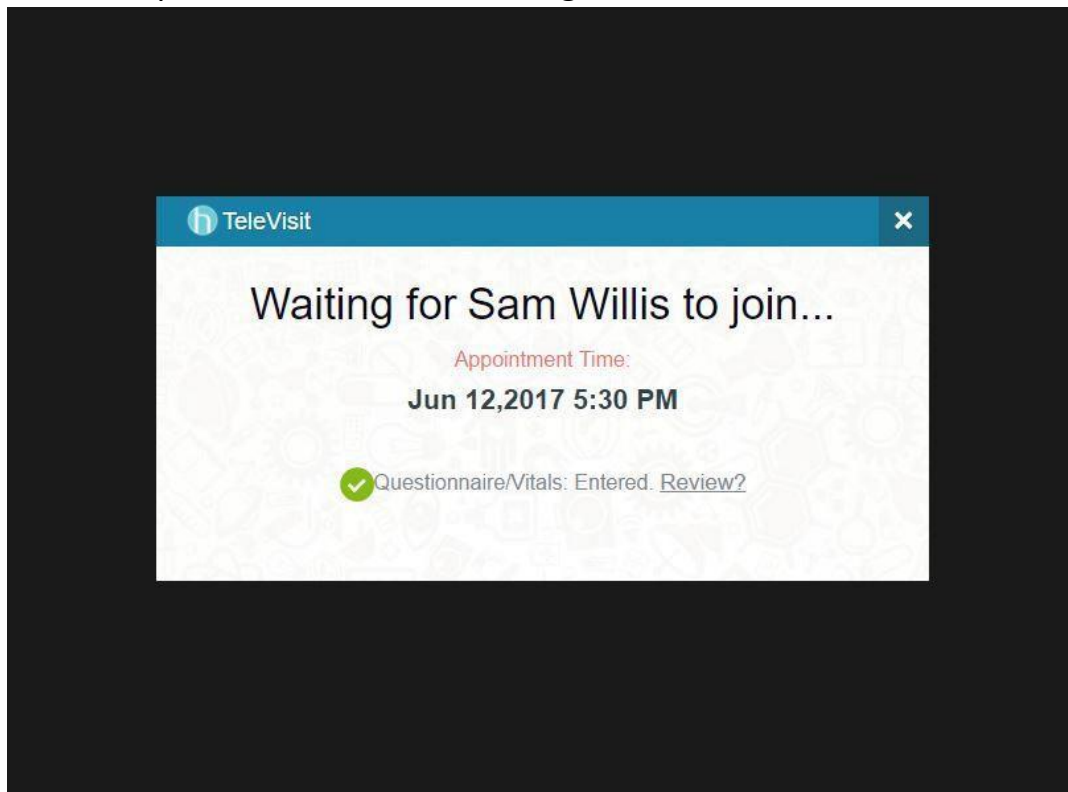 TeleVisit
Waiting for Sam Willis to join...
Appointment Time:
Jun 12,2017 5:30 PM
Questionnaire/Vitals: Entered. Review?